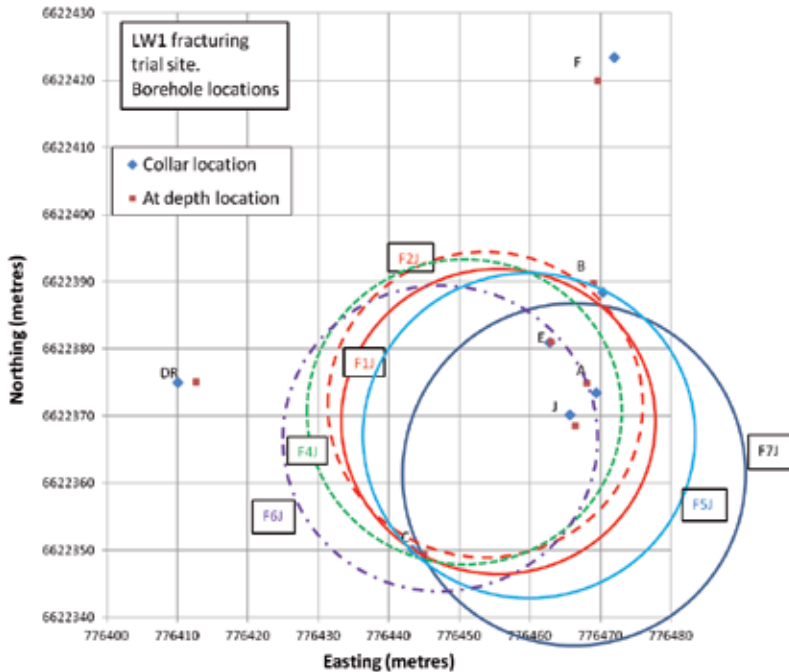 LW1 fracturing
trial site.
Borehole locations
Collar location
At depth location
6622430
6622420
6622410
6622400
6622390
6622380
6622370
6622360
6622350
6622340
Northing (metres)
F
F2J
B
E
F1J
DR
A
J
F4J
F7J
F6J
F5J
C
776400
776410
776420
776430
776440
776450
776460
776470
776480
Easting (metres)